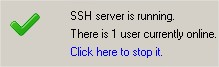 SSH server is running.
There is 1 user currently online.
Click here to stop it.